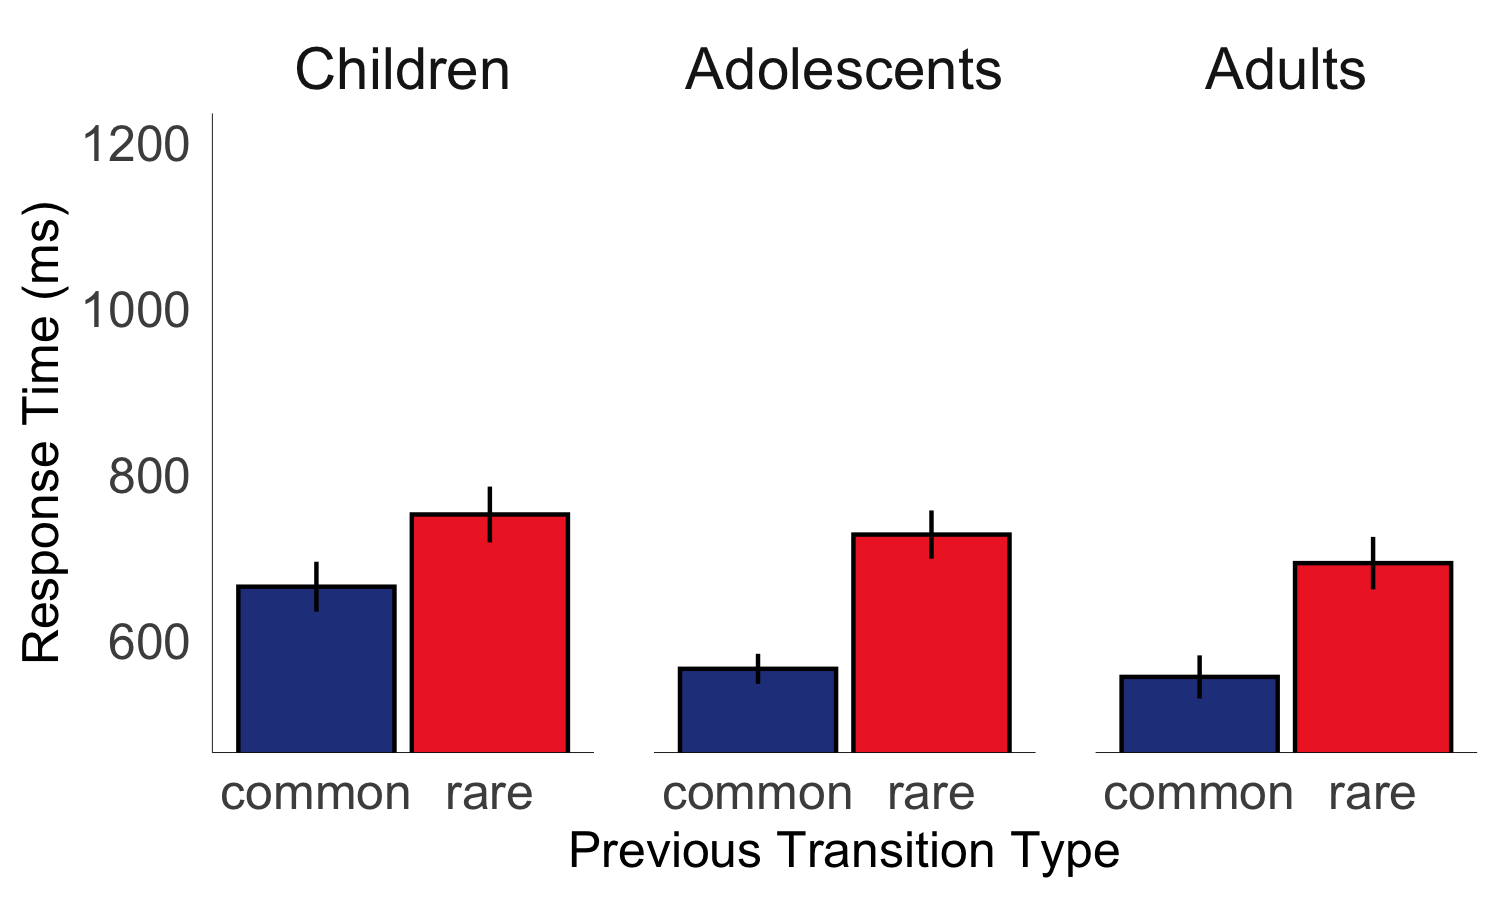 Children Adolescents Adults
1200
1000
800
600
Response Time (ms)
common rare common rare common rare
Previous Transition Type